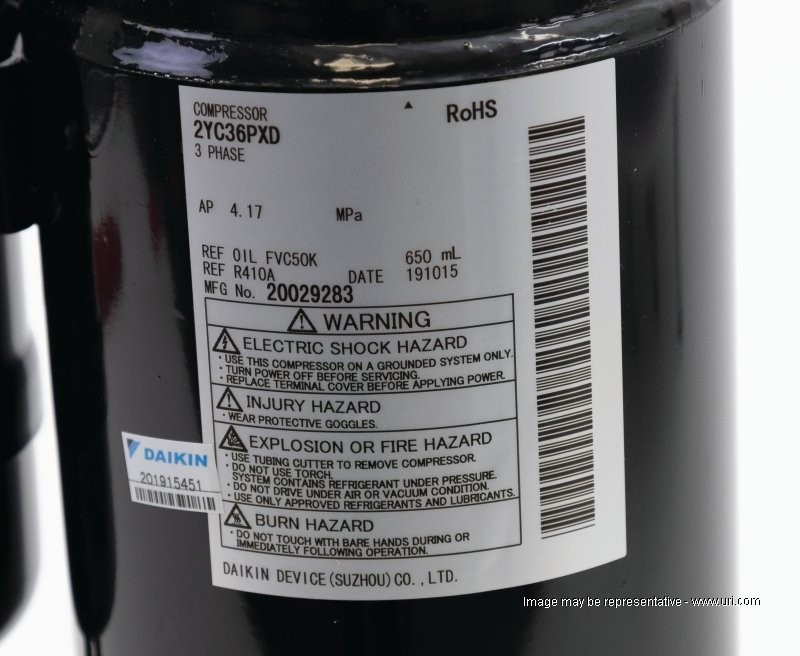 COMPRESSOR
2YC36PXD
3 PHASE
RoHS
AP 4.17 MPa
REF OIL FVC50K 650 mL
REF R410A DATE 191015
MFG No. 20029283
WARNING
ELECTRIC SHOCK HAZARD
・USE THIS COMPRESSOR ON A GROUNDED SYSTEM ONLY.
・TURN POWER OFF BEFORE SERVICING.
・REPLACE TERMINAL COVER BEFORE APPLYING POWER.
INJURY HAZARD
・WEAR PROTECTIVE GOGGLES.
EXPLOSION OR FIRE HAZARD
・USE TUBING CUTTER TO REMOVE COMPRESSOR.
・DO NOT USE TORCH.
SYSTEM CONTAINS REFRIGERANT UNDER PRESSURE.
・DO NOT DRIVE UNDER AIR OR VACUUM CONDITION.
・USE ONLY APPROVED REFRIGERANTS AND LUBRICANTS.
BURN HAZARD
・DO NOT TOUCH WITH BARE HANDS DURING OR
IMMEDIATELY FOLLOWING OPERATION.
DAIKIN DEVICE (SUZHOU) CO., LTD.
DAIKIN
201915451
Image may be representative - www.uri.com